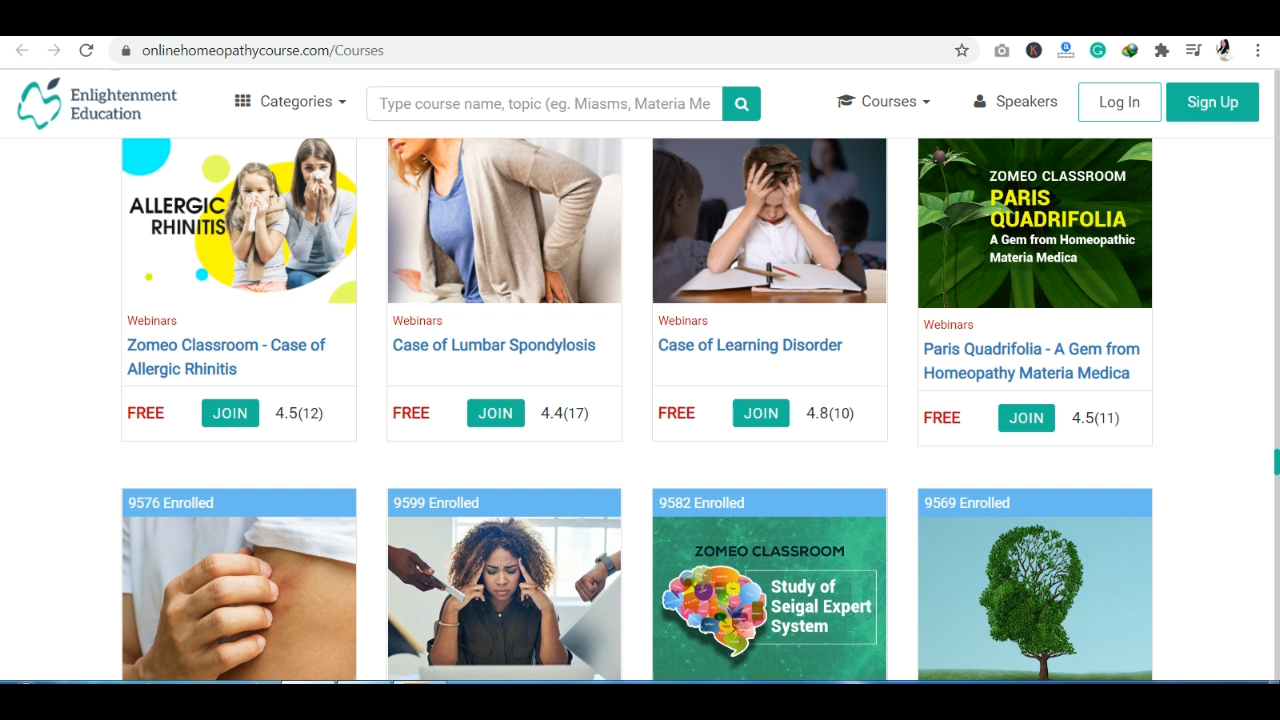 onlinehomeopathycourse.com/Courses
Enlightenment
Education
Categories
Type course name, topic (eg. Miasms, Materia Me
Courses
Speakers
Log In
Sign Up
ALLERGIC
RHINITIS
ZOMEO CLASSROOM
PARIS
QUADRIFOLIA
A Gem from Homeopathic
Materia Medica
Webinars
Zomeo Classroom - Case of
Allergic Rhinitis
FREE
JOIN
4.5(12)
Webinars
Case of Lumbar Spondylosis
FREE
JOIN
4.4(17)
Webinars
Case of Learning Disorder
FREE
JOIN
4.8(10)
Webinars
Paris Quadrifolia - A Gem from
Homeopathy Materia Medica
FREE
JOIN
4.5(11)
9576 Enrolled
9599 Enrolled
9582 Enrolled
9569 Enrolled
ZOMEO CLASSROOM
Study of
Seigal Expert
System